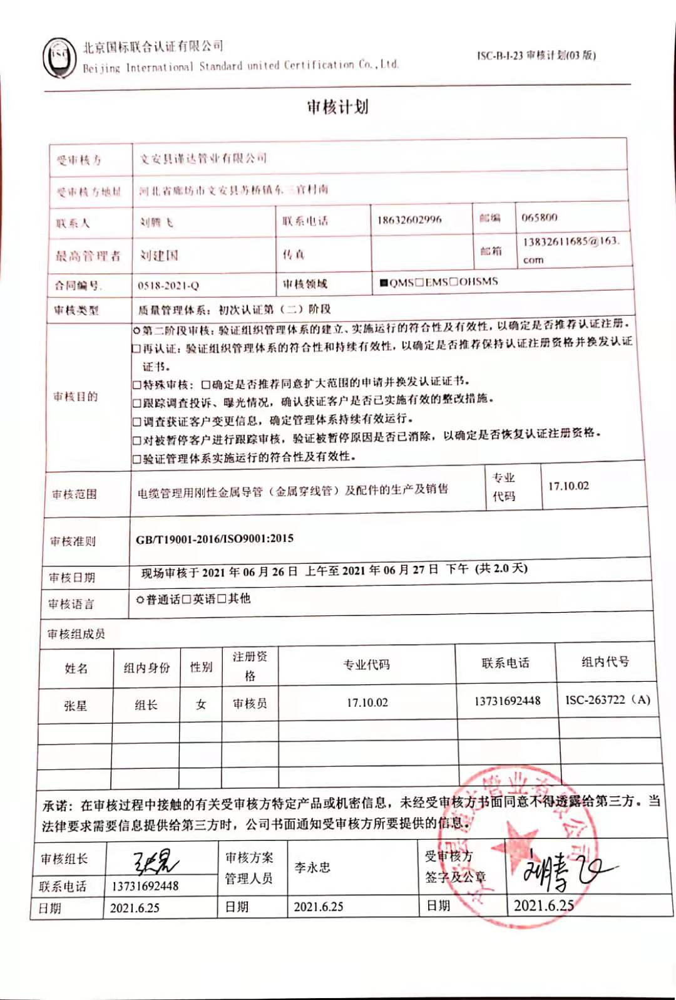 ISC
北京国标联合认证有限公司
Beijing International Standard united Certification Co.,Ltd.
ISC-B-I-23 审核计划(03 版)
审核计划
受审核方 文安县谨达管业有限公司
受审核方地址 河北省廊坊市文安县苏桥镇东三官村南
联系人 刘腾飞 联系电话 18632602996 邮编 065800
最高管理者 刘建国 传真 邮箱 13832611685@163.
com
合同编号. 0518-2021-Q 审核领域 ■QMS□EMS□OHSMS
审核类型 质量管理体系：初次认证第（二）阶段
审核目的
✪第二阶段审核：验证组织管理体系的建立、实施运行的符合性及有效性，以确定是否推荐认证注册。
□再认证：验证组织管理体系的符合性和持续有效性，以确定是否推荐保持认证注册资格并换发认证
证书。
□特殊审核：□确定是否推荐同意扩大范围的申请并换发认证证书。
□跟踪调查投诉、曝光情况，确认获证客户是否已实施有效的整改措施。
□调查获证客户变更信息，确定管理体系持续有效运行。
□对被暂停客户进行跟踪审核，验证被暂停原因是否已消除，以确定是否恢复认证注册资格。
□验证管理体系实施运行的符合性及有效性。
审核范围 电缆管理用刚性金属导管（金属穿线管）及配件的生产及销售 专业
代码 17.10.02
审核准则 GB/T19001-2016/ISO9001:2015
审核日期 现场审核于 2021 年 06 月 26 日 上午至 2021 年 06 月 27 日 下午 (共 2.0 天)
审核语言 ✪普通话□英语□其他
审核组成员
姓名 组内身份 性别 注册资
格 专业代码 联系电话 组内代号
张星 组长 女 审核员 17.10.02 13731692448 ISC-263722（A）
承诺：在审核过程中接触的有关受审核方特定产品或机密信息，未经受审核方书面同意不得透露给第三方。当
法律要求需要信息提供给第三方时，公司书面通知受审核方所要提供的信息。
审核组长 张星 审核方案
管理人员 李永忠 受审核方
签字及公章 刘腾飞
联系电话 13731692448
日期 2021.6.25 日期 2021.6.25 日期 2021.6.25
文安县谨达管业有限公司